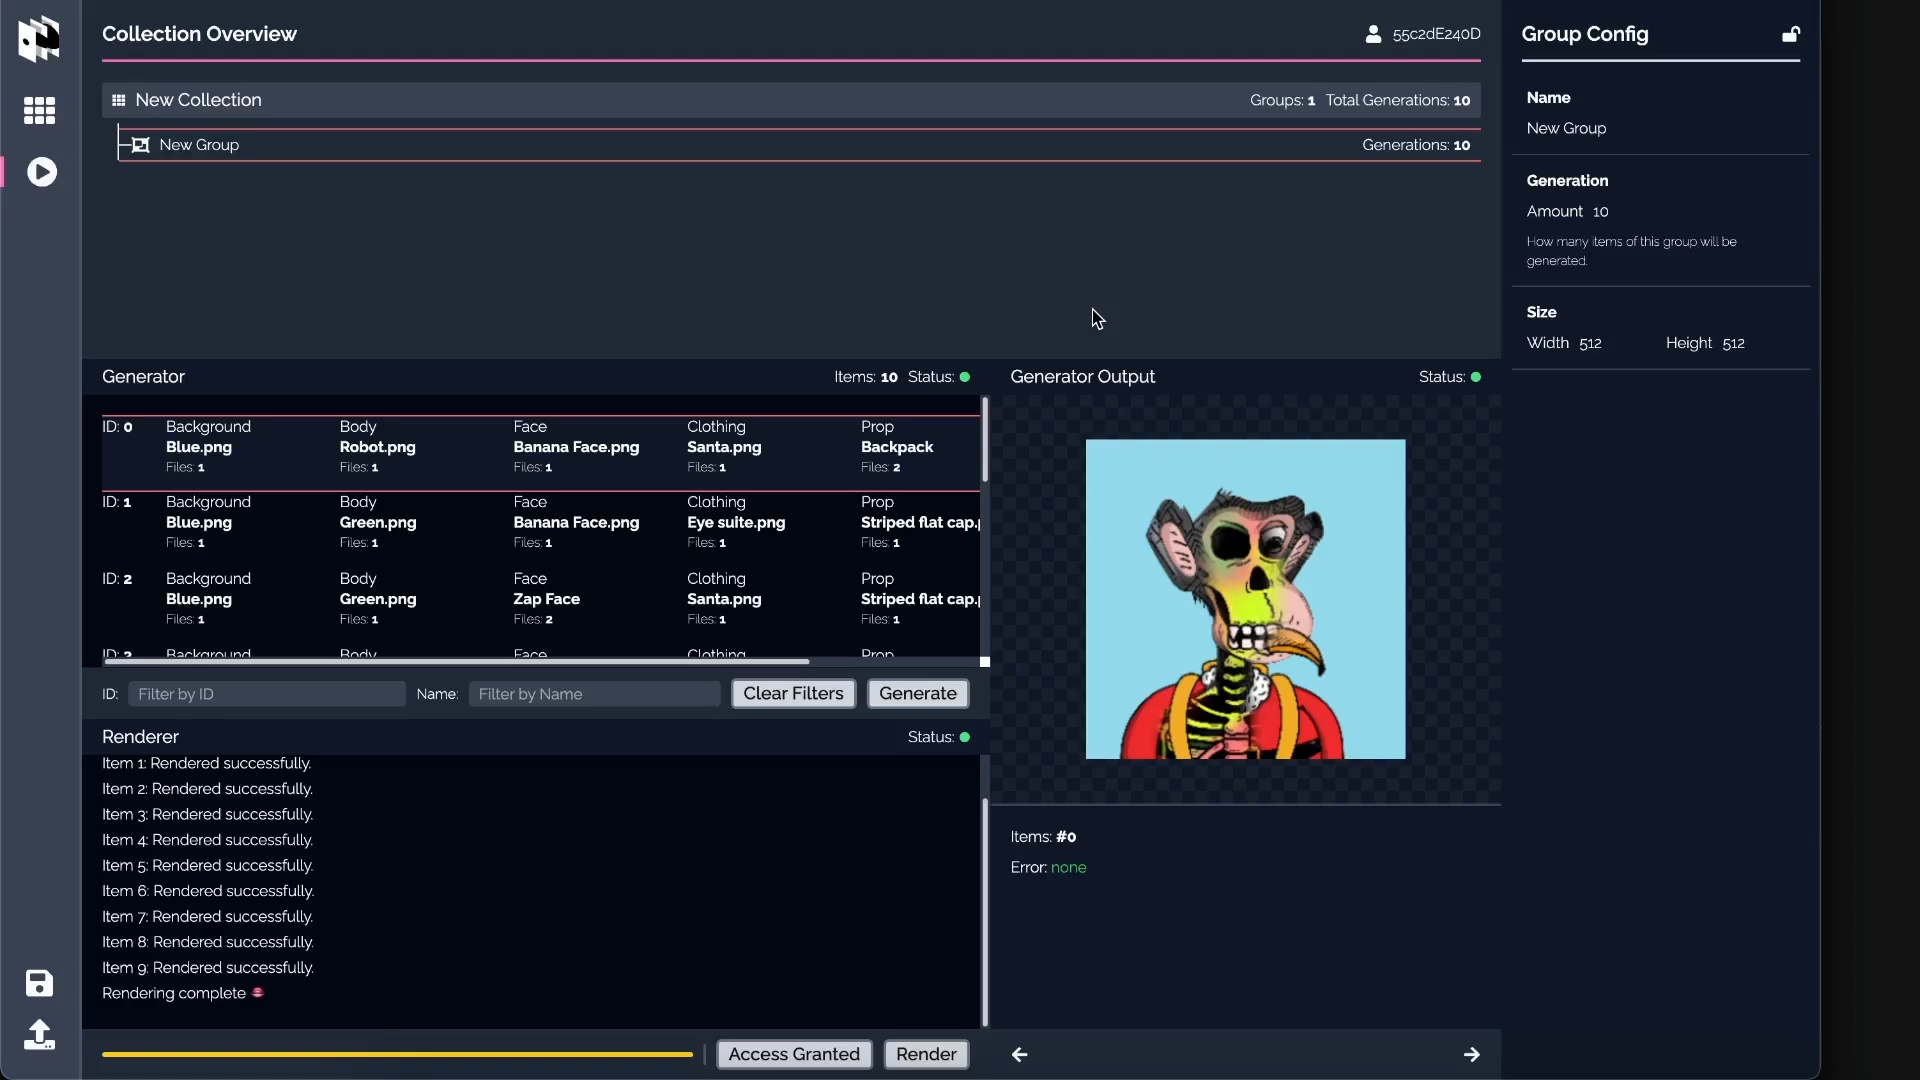 Collection Overview
55c2dE240D
New Collection
Groups: 1 Total Generations: 10
New Group
Generations: 10
Group Config
Name
New Group
Generation
Amount 10
How many items of this group will be
generated.
Size
Width 512 Height 512
Generator
Items: 10 Status:
ID: 0 Background Body Face Clothing Prop
Blue.png Robot.png Banana Face.png Santa.png Backpack
Files: 1 Files: 1 Files: 1 Files: 1 Files: 2
ID: 1 Background Body Face Clothing Prop
Blue.png Green.png Banana Face.png Eye suite.png Striped flat cap.p
Files: 1 Files: 1 Files: 1 Files: 1 Files: 1
ID: 2 Background Body Face Clothing Prop
Blue.png Green.png Zap Face Santa.png Striped flat cap.p
Files: 1 Files: 1 Files: 2 Files: 1 Files: 1
ID: 3 Background Body Face Clothing Prop
ID: Filter by ID Name: Filter by Name Clear Filters Generate
Renderer
Status:
Item 1: Rendered successfully.
Item 2: Rendered successfully.
Item 3: Rendered successfully.
Item 4: Rendered successfully.
Item 5: Rendered successfully.
Item 6: Rendered successfully.
Item 7: Rendered successfully.
Item 8: Rendered successfully.
Item 9: Rendered successfully.
Rendering complete
Access Granted Render
Generator Output
Status:
Items: #0
Error: none